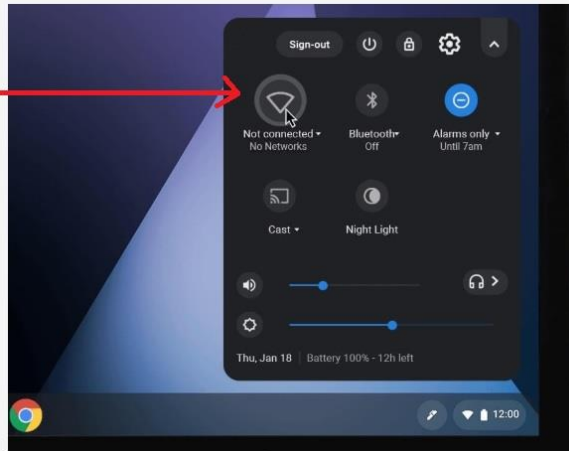 Sign-out
Not connected Bluetooth Alarms only
No Networks Off Until 7am
Cast Night Light
Thu, Jan 18 | Battery 100% - 12h left
12:00